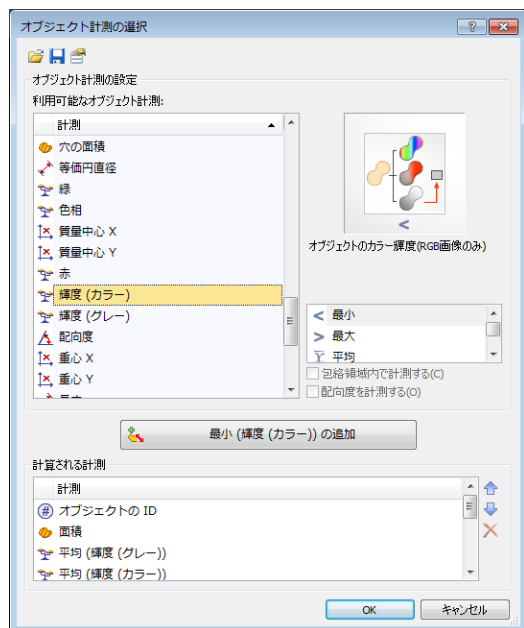 オブジェクト計測の選択
オブジェクト計測の設定
利用可能なオブジェクト計測:
計測
穴の面積
等価円直径
緑
色相
質量中心 X
質量中心 Y
赤
輝度 (カラー)
輝度 (グレー)
配向度
重心 X
重心 Y
オブジェクトのカラー輝度(RGB画像のみ)
< 最小
> 最大
平均
包絡領域内で計測する(C)
配向度を計測する(O)
最小 (輝度 (カラー)) の追加
計算される計測
計測
# オブジェクトの ID
面積
平均 (輝度 (グレー))
平均 (輝度 (カラー))
OK
キャンセル